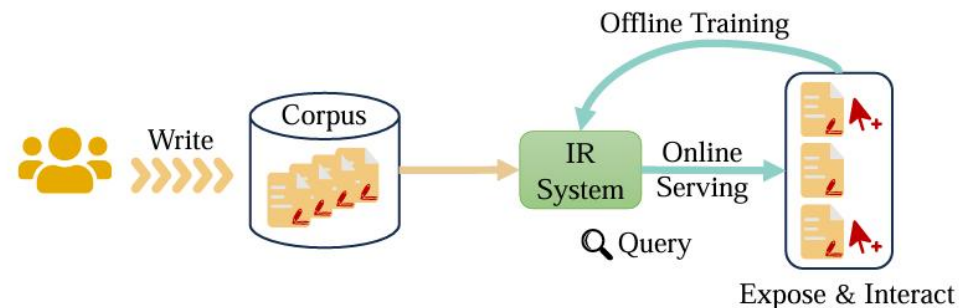 Offline Training
Corpus
Write
IR
System
Online
Serving
Query
Expose & Interact